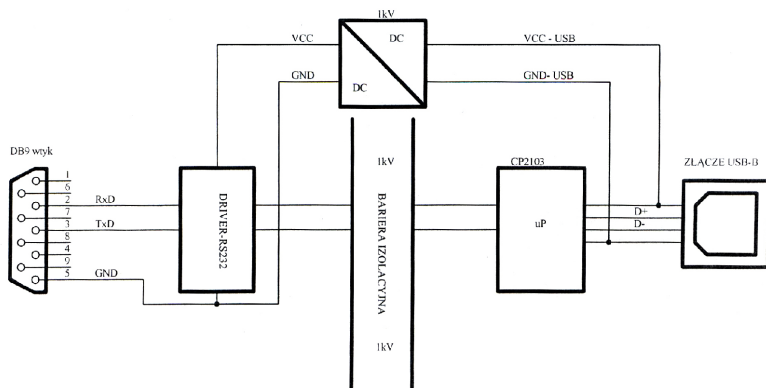 1kV
VCC
DC
VCC - USB
GND
DC
GND- USB
DB9 wtyk
1
6
2
RxD
7
3
TxD
8
4
9
5
GND
DRIVER-RS232
1kV
BARIERA IZOLACYJNA
1kV
CP2103
uP
ZŁĄCZE USB-B
D+
D-